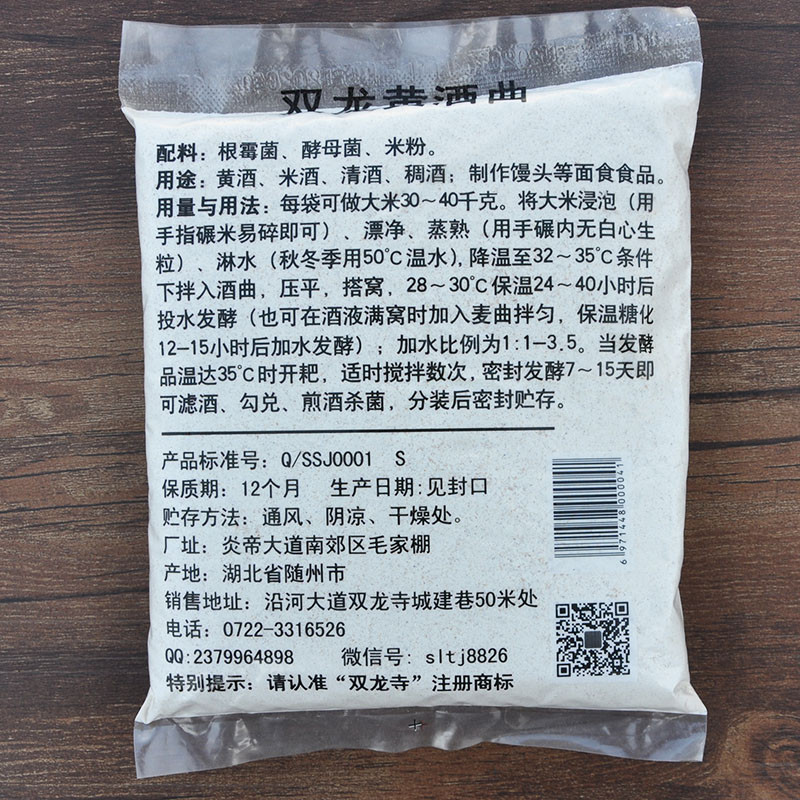 双龙黄酒曲
配料：根霉菌、酵母菌、米粉。
用途：黄酒、米酒、清酒、稠酒；制作馒头等面食食品。
用量与用法：每袋可做大米30～40千克。将大米浸泡（用
手指碾米易碎即可）、漂净、蒸熟（用手碾内无白心生
粒）、淋水（秋冬季用50℃温水），降温至32～35℃条件
下拌入酒曲，压平，搭窝，28～30℃保温24～40小时后
投水发酵（也可在酒液满窝时加入麦曲拌匀，保温糖化
12—15小时后加水发酵）；加水比例为1:1—3.5。当发酵
品温达35℃时开耙，适时搅拌数次，密封发酵7～15天即
可滤酒、勾兑、煎酒杀菌，分装后密封贮存。
产品标准号：Q/SSJ0001 S
保质期：12个月 生产日期:见封口
贮存方法：通风、阴凉、干燥处。
厂址：炎帝大道南郊区毛家棚
产地：湖北省随州市
销售地址：沿河大道双龙寺城建巷50米处
电话：0722-3316526
QQ:2379964898 微信号: sltj8826
特别提示：请认准“双龙寺”注册商标
6 971448 000041